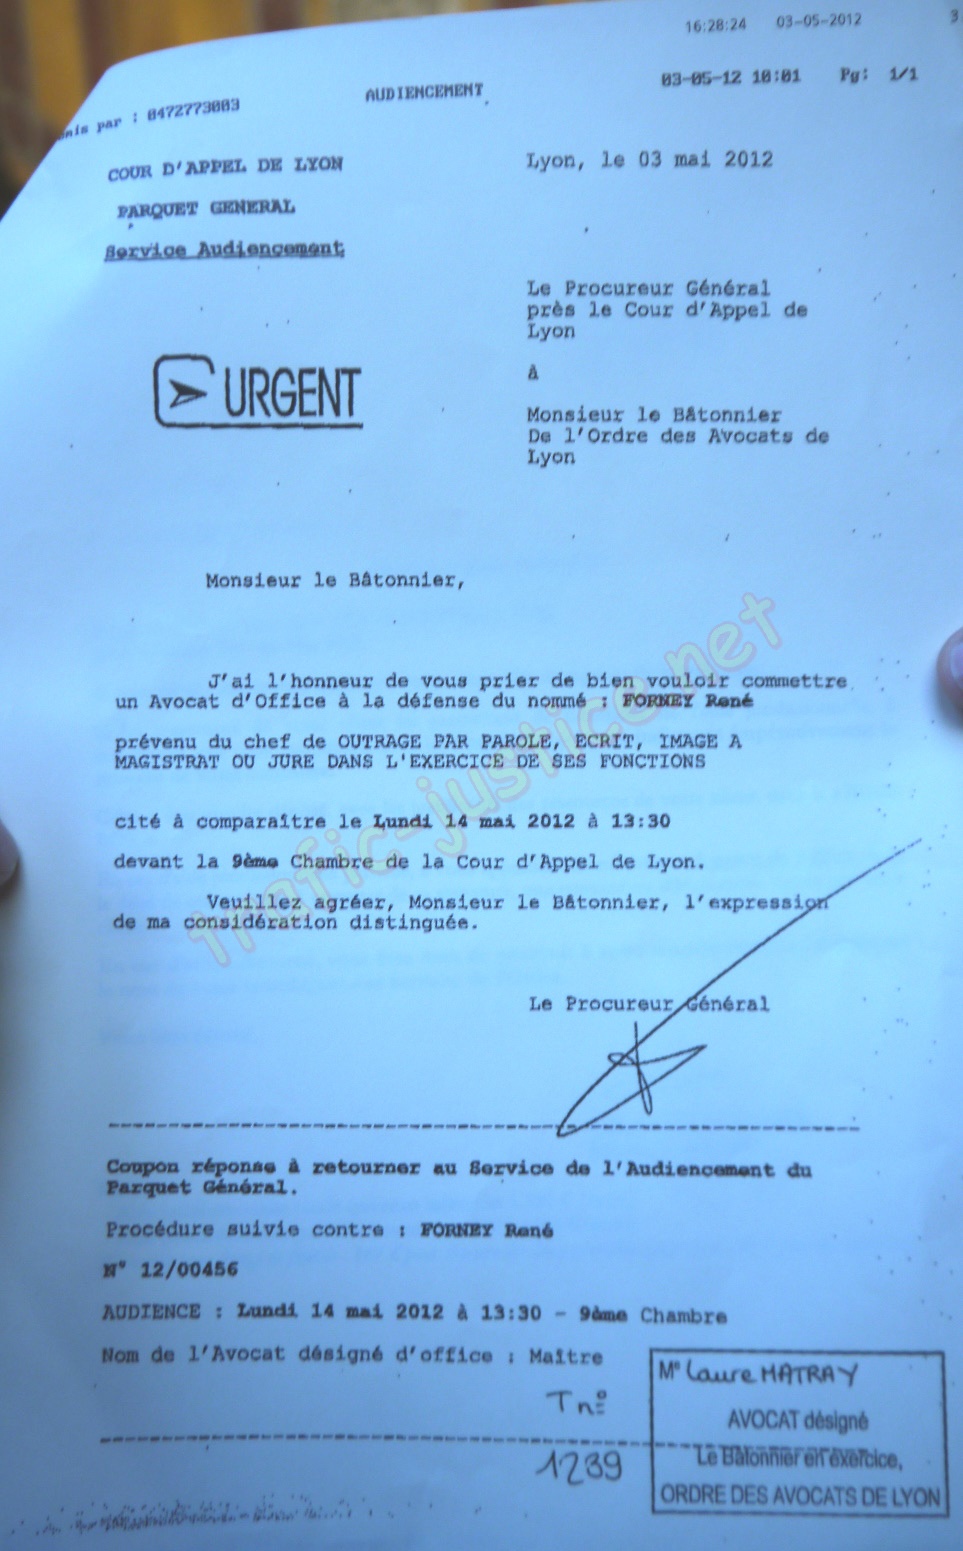 16:28:24 03-05-2012 3
03-05-12 10:01 Pg: 1/1
AUDIENCEMENT
par : 0472773003
COUR D'APPEL DE LYON
PARQUET GENERAL
Service Audiencement
Lyon, le 03 mai 2012
Le Procureur Général
près le Cour d'Appel de
Lyon
à
Monsieur le Bâtonnier
De l'Ordre des Avocats de
Lyon
URGENT
Monsieur le Bâtonnier,
J'ai l'honneur de vous prier de bien vouloir commettre
un Avocat d'Office à la défense du nommé : FORNEY René
prévenu du chef de OUTRAGE PAR PAROLE, ECRIT, IMAGE A
MAGISTRAT OU JURE DANS L'EXERCICE DE SES FONCTIONS
cité à comparaître le Lundi 14 mai 2012 à 13:30
devant la 9ème Chambre de la Cour d'Appel de Lyon.
Veuillez agréer, Monsieur le Bâtonnier, l'expression
de ma considération distinguée.
trafic-justice.net
Le Procureur Général
Coupon réponse à retourner au Service de l'Audiencement du
Parquet Général.
Procédure suivie contre : FORNEY René
N° 12/00456
AUDIENCE : Lundi 14 mai 2012 à 13:30 - 9ème Chambre
Nom de l'Avocat désigné d'office : Maître
T n°
1239
Me Laure MATRAY
AVOCAT désigné
Le Bâtonnier en exercice,
ORDRE DES AVOCATS DE LYON